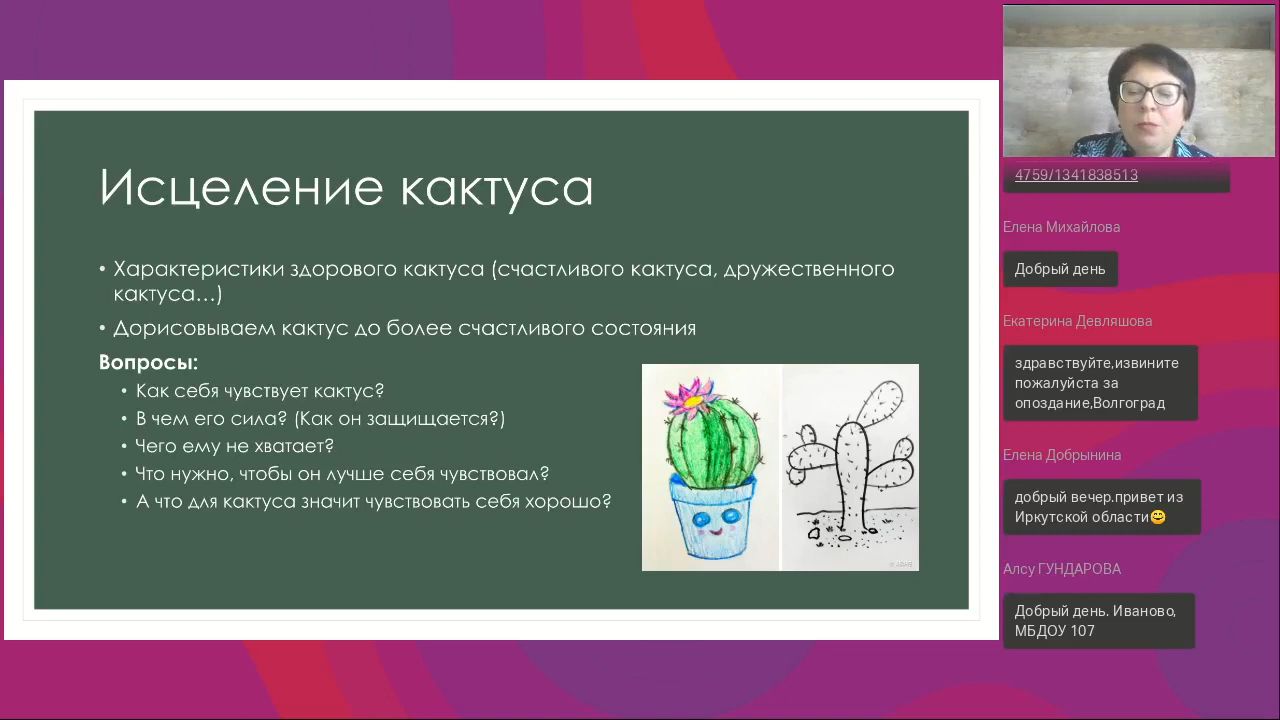 Исцеление кактуса
• Характеристики здорового кактуса (счастливого кактуса, дружественного
кактуса...)
• Дорисовываем кактус до более счастливого состояния
Вопросы:
• Как себя чувствует кактус?
• В чем его сила? (Как он защищается?)
• Чего ему не хватает?
• Что нужно, чтобы он лучше себя чувствовал?
• А что для кактуса значит чувствовать себя хорошо?
4759/1341838513
Елена Михайлова
Добрый день
Екатерина Девляшова
здравствуйте,извините
пожалуйста за
опоздание,Волгоград
Елена Добрынина
добрый вечер.привет из
Иркутской области😊
Алсу ГУНДАРОВА
Добрый день. Иваново,
МБДОУ 107